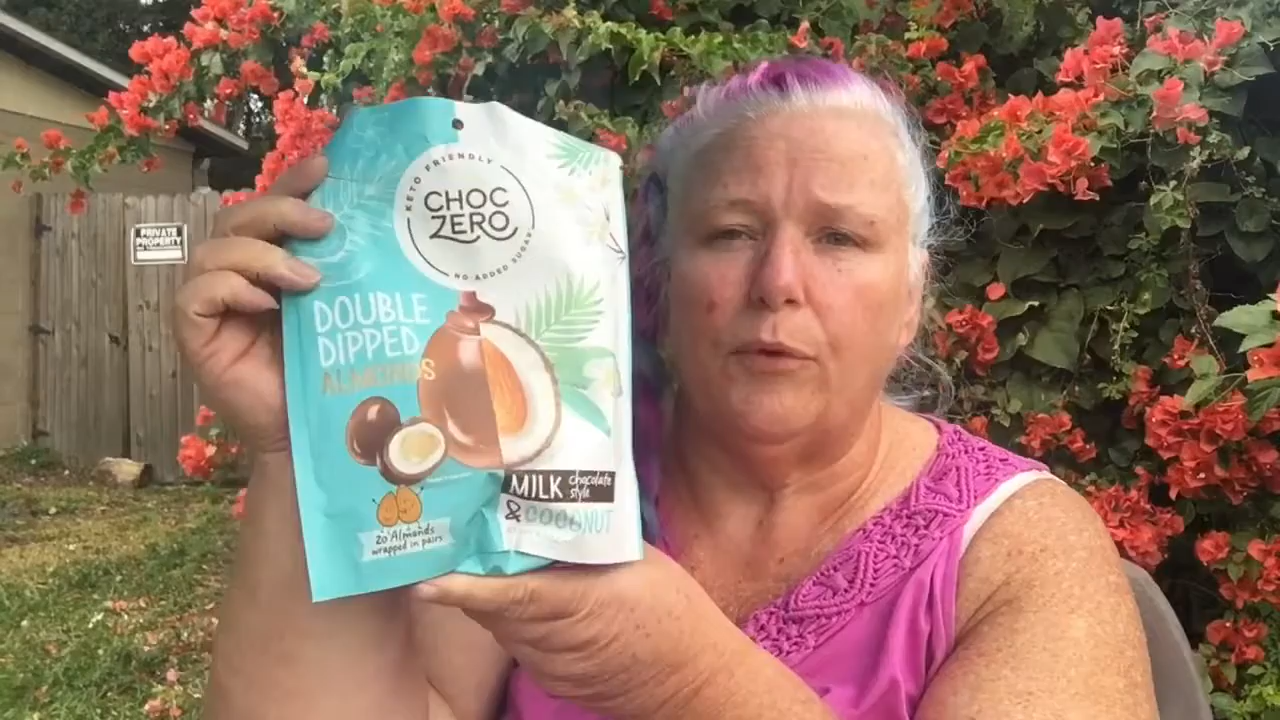 PRIVATE
PROPERTY
KETO FRIENDLY
CHOC
ZERO
NO ADDED SUGAR
DOUBLE
DIPPED
ALMONDS
MILK chocolate
style
& COCONUT
20 Almonds
wrapped in pairs